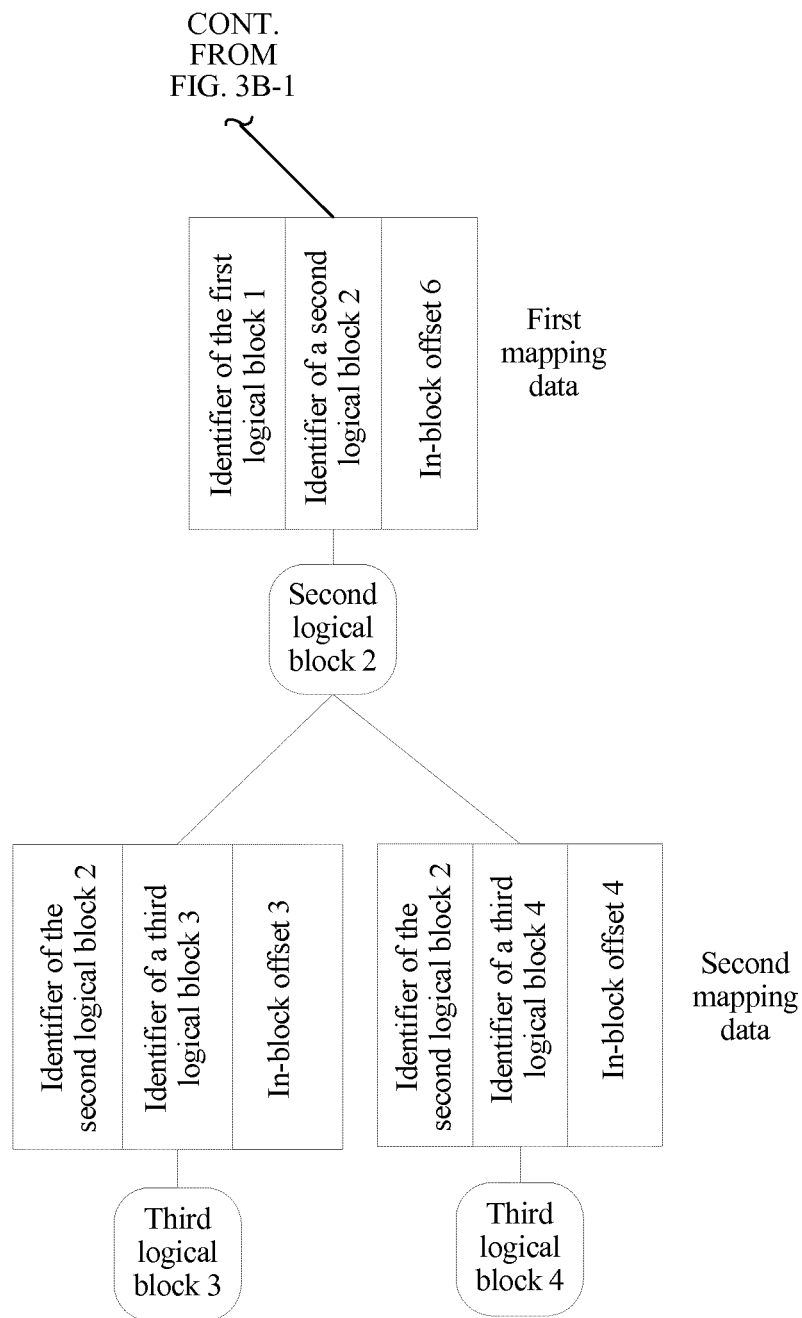 CONT.
FROM
FIG. 3B-1
Identifier of the first
logical block 1
Identifier of a second
logical block 2
In-block offset 6
First
mapping
data
Second
logical
block 2
Identifier of the
second logical block 2
Identifier of a third
logical block 3
In-block offset 3
Identifier of the
second logical block 2
Identifier of a third
logical block 4
In-block offset 4
Second
mapping
data
Third
logical
block 3
Third
logical
block 4